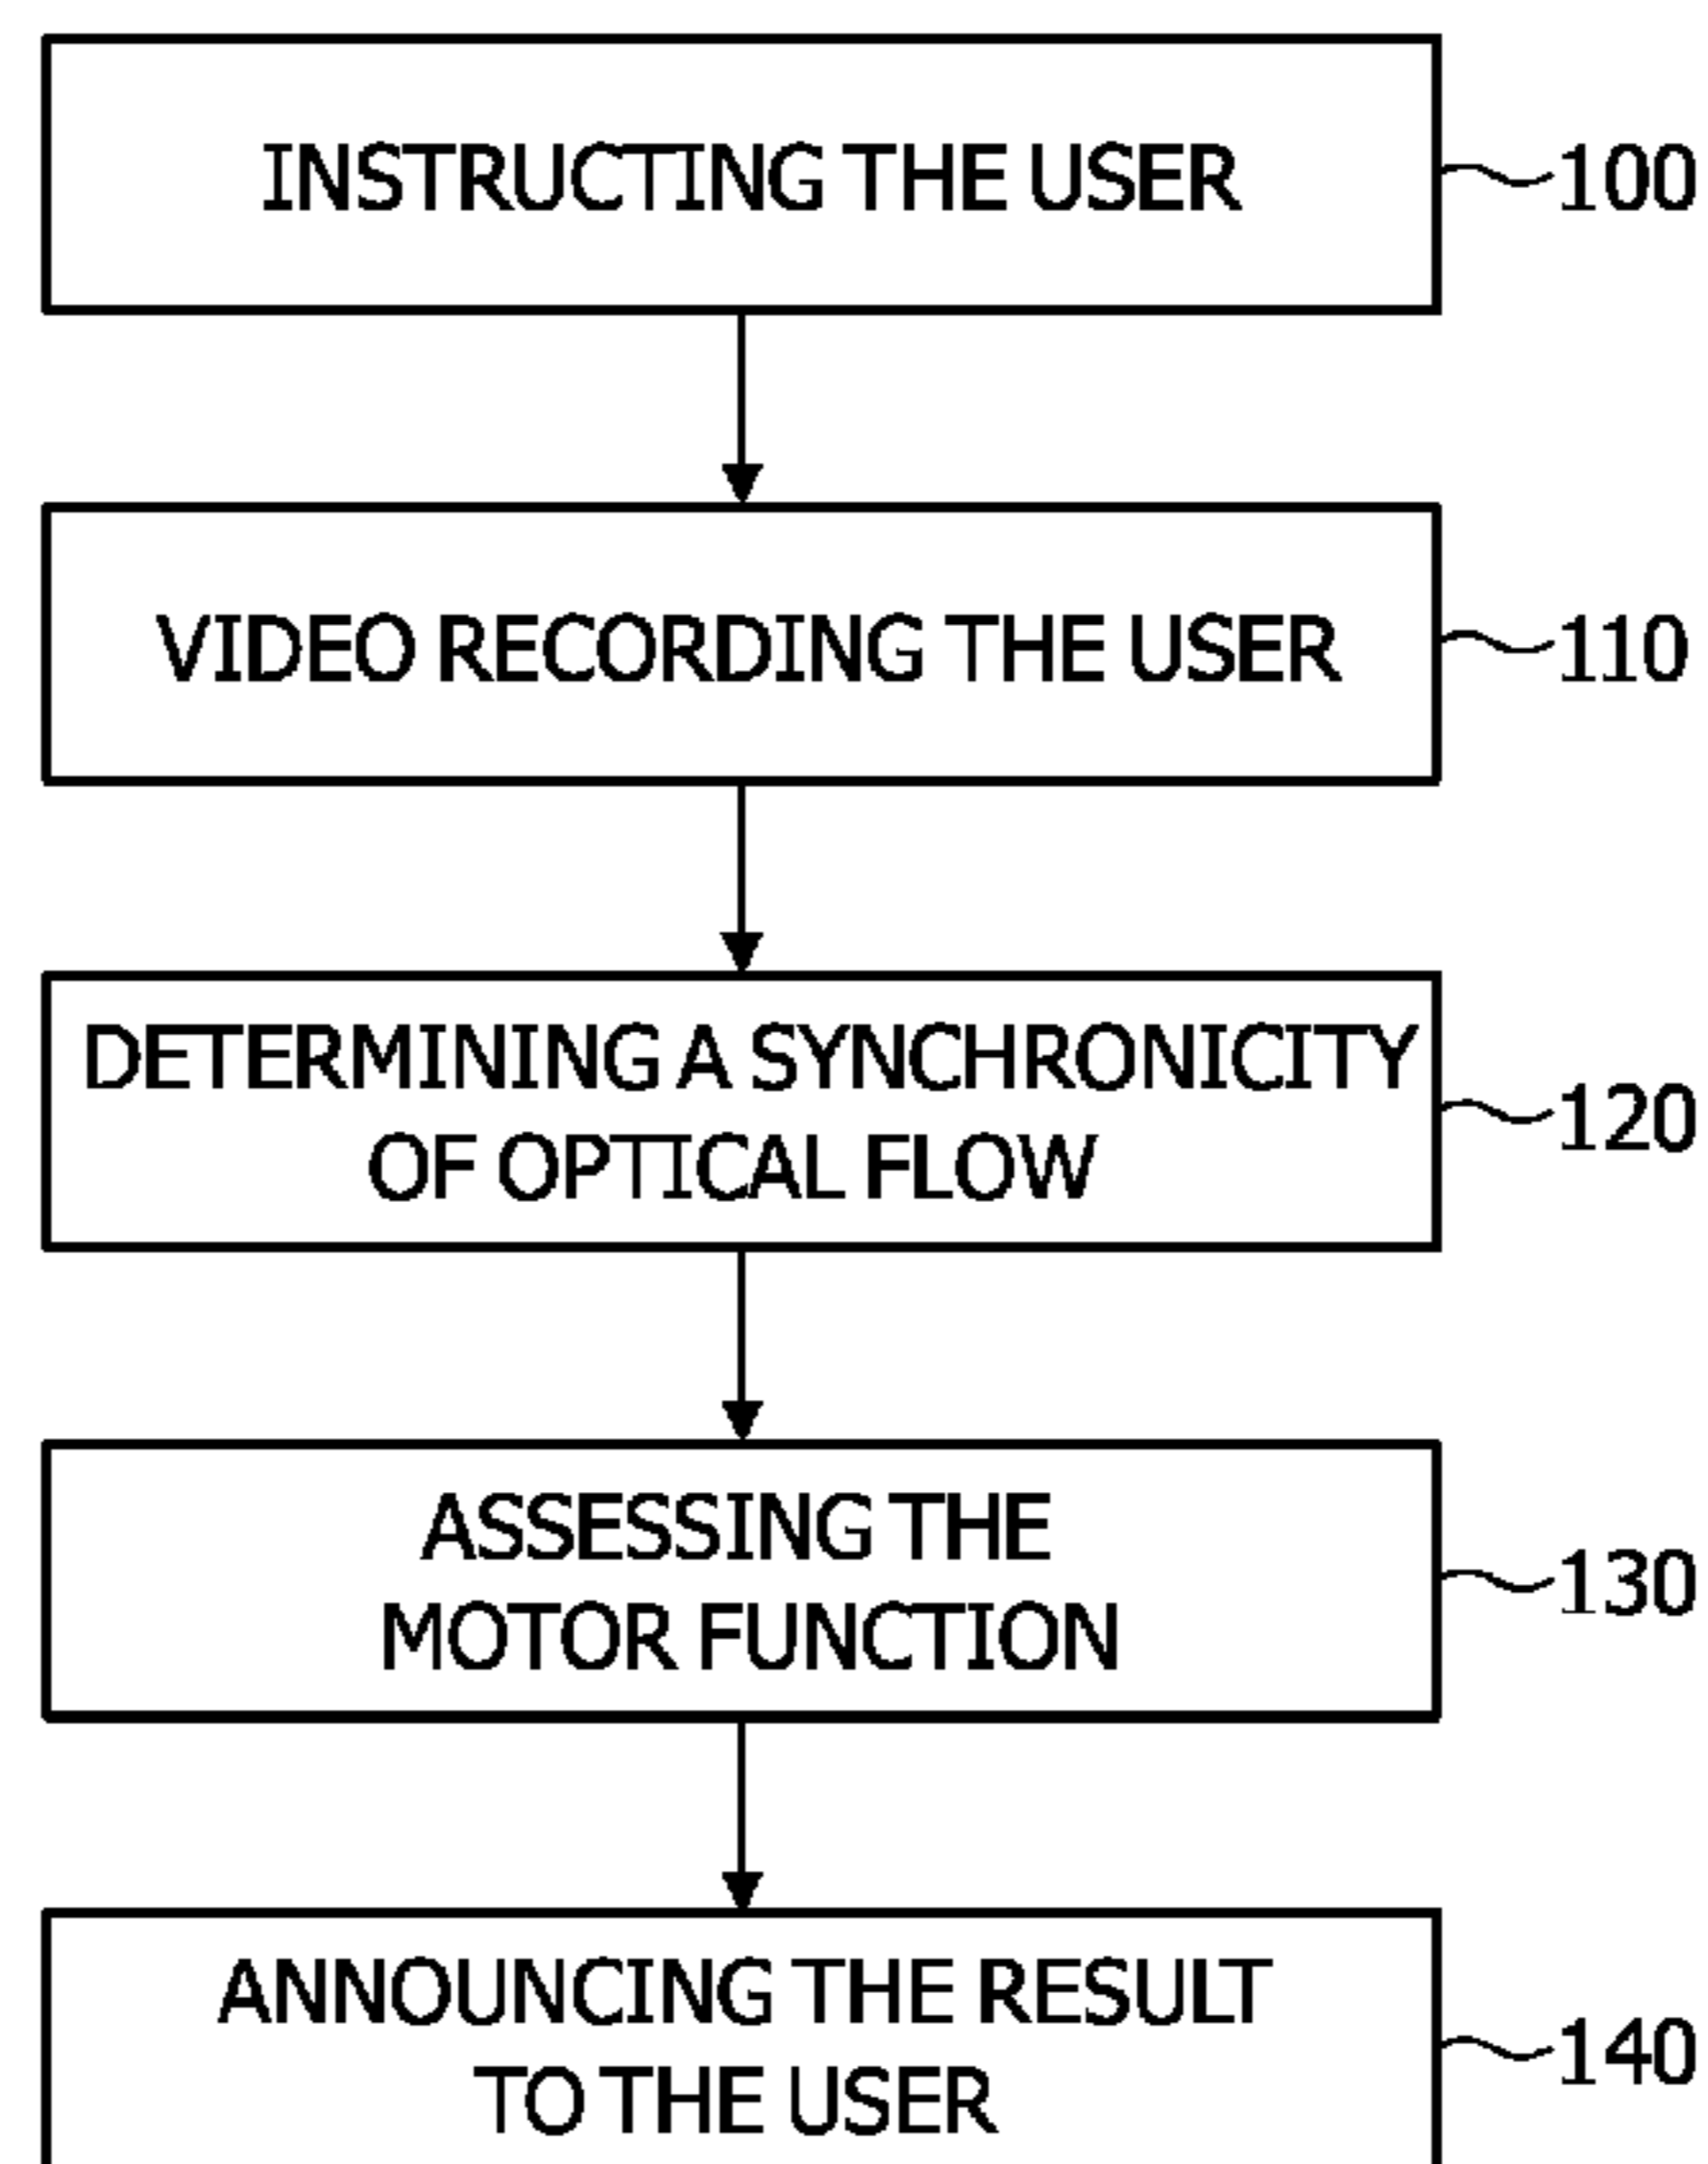 INSTRUCTING THE USER
100
VIDEO RECORDING THE USER
110
DETERMINING A SYNCHRONICITY
OF OPTICAL FLOW
120
ASSESSING THE
MOTOR FUNCTION
130
ANNOUNCING THE RESULT
TO THE USER
140